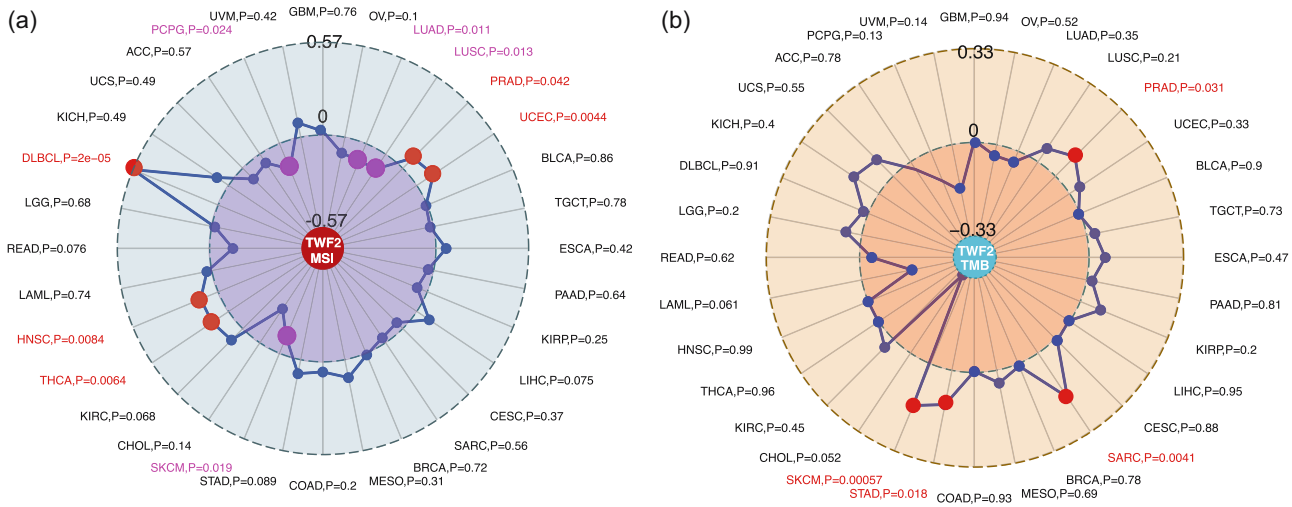 (a)
GBM,P=0.76
OV,P=0.1
LUAD,P=0.011
LUSC,P=0.013
PRAD,P=0.042
UCEC,P=0.0044
BLCA,P=0.86
TGCT,P=0.78
ESCA,P=0.42
PAAD,P=0.64
KIRP,P=0.25
LIHC,P=0.075
CESC,P=0.37
SARC,P=0.56
BRCA,P=0.72
MESO,P=0.31
COAD,P=0.2
STAD,P=0.089
SKCM,P=0.019
CHOL,P=0.14
KIRC,P=0.068
THCA,P=0.0064
HNSC,P=0.0084
LAML,P=0.74
READ,P=0.076
LGG,P=0.68
DLBCL,P=2e−05
KICH,P=0.49
UCS,P=0.49
ACC,P=0.57
PCPG,P=0.024
UVM,P=0.42
0.57
0
-0.57
TWF2
MSI
(b)
GBM,P=0.94
OV,P=0.52
LUAD,P=0.35
LUSC,P=0.21
PRAD,P=0.031
UCEC,P=0.33
BLCA,P=0.9
TGCT,P=0.73
ESCA,P=0.47
PAAD,P=0.81
KIRP,P=0.2
LIHC,P=0.95
CESC,P=0.88
SARC,P=0.0041
BRCA,P=0.78
MESO,P=0.69
COAD,P=0.93
STAD,P=0.018
SKCM,P=0.00057
CHOL,P=0.052
KIRC,P=0.45
THCA,P=0.96
HNSC,P=0.99
LAML,P=0.061
READ,P=0.62
LGG,P=0.2
DLBCL,P=0.91
KICH,P=0.4
UCS,P=0.55
ACC,P=0.78
PCPG,P=0.13
UVM,P=0.14
0.33
0
−0.33
TWF2
TMB